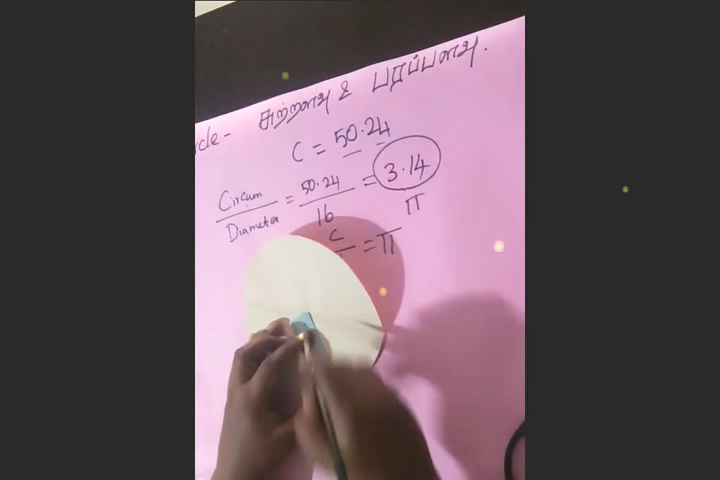 cle- சுற்றளவு & பரப்பளவு.
C = 50.24
Circum / Diameter = 50.24 / 16 = 3.14
π
C / = π